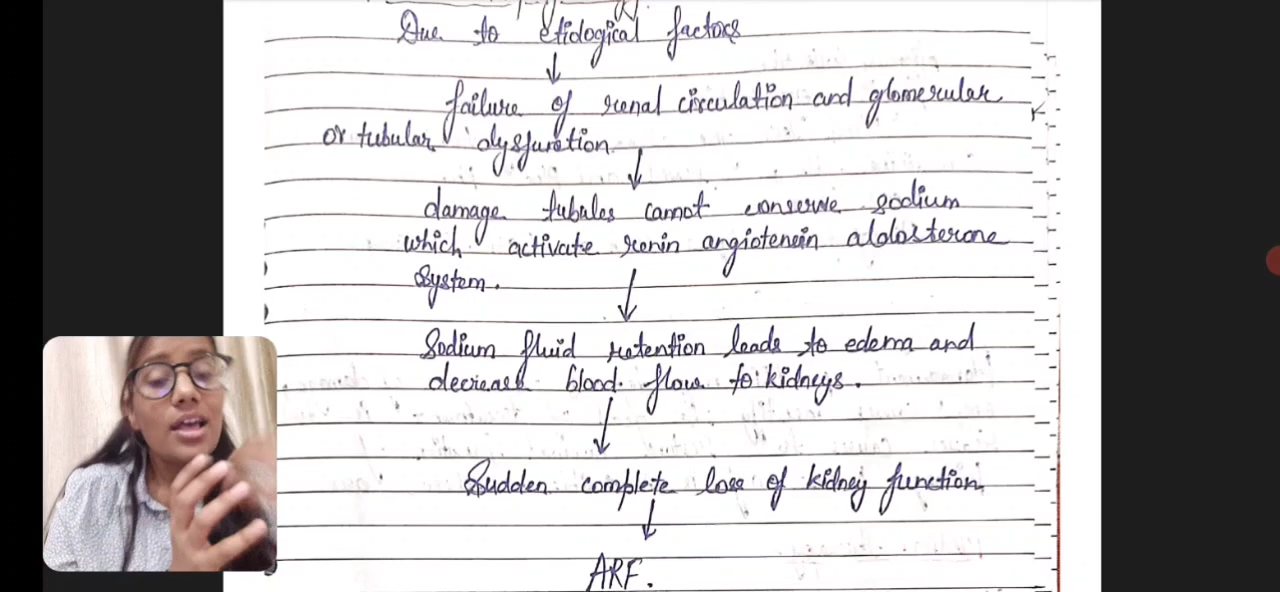 Due to etiological factors
↓
failure of renal circulation and glomerular
or tubular dysfunction
↓
damage tubules cannot conserve sodium
which activate renin angiotensin aldosterone
System.
↓
Sodium fluid retention leads to edema and
decreased blood flow to kidneys.
↓
Sudden complete loss of kidney function.
↓
ARF.